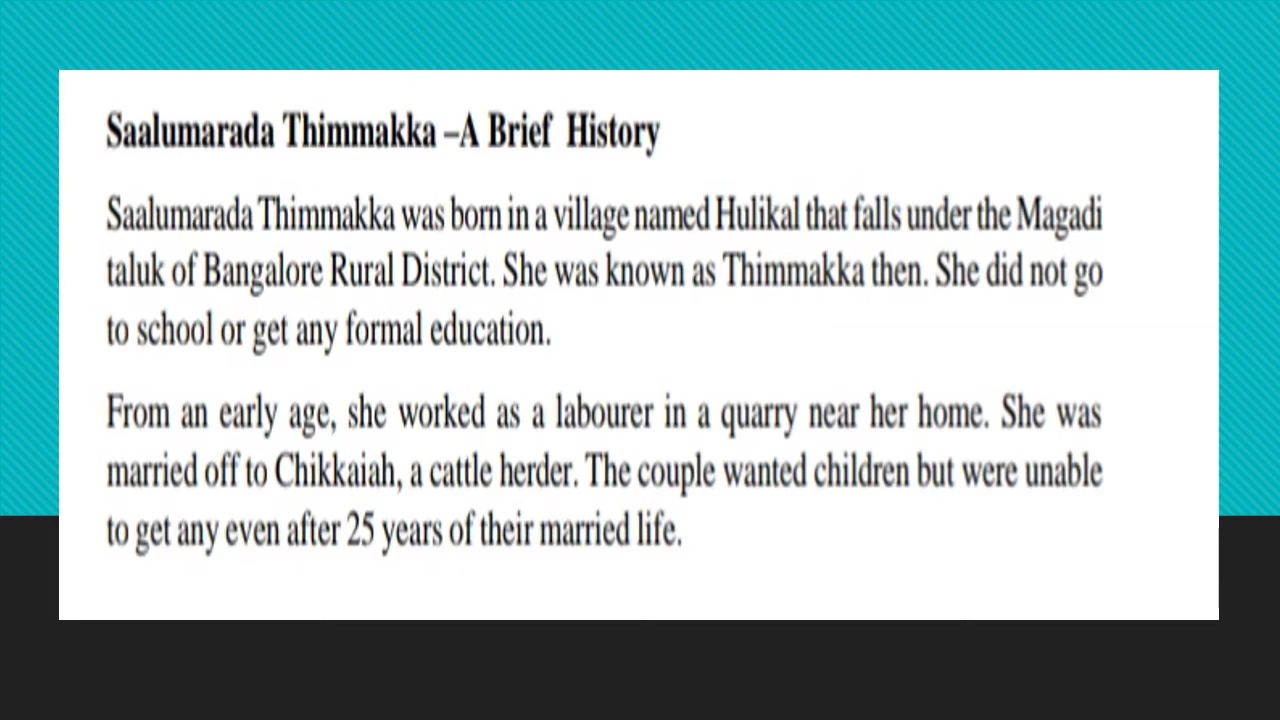 Saalumarada Thimmakka –A Brief History
Saalumarada Thimmakka was born in a village named Hulikal that falls under the Magadi
taluk of Bangalore Rural District. She was known as Thimmakka then. She did not go
to school or get any formal education.
From an early age, she worked as a labourer in a quarry near her home. She was
married off to Chikkaiah, a cattle herder. The couple wanted children but were unable
to get any even after 25 years of their married life.